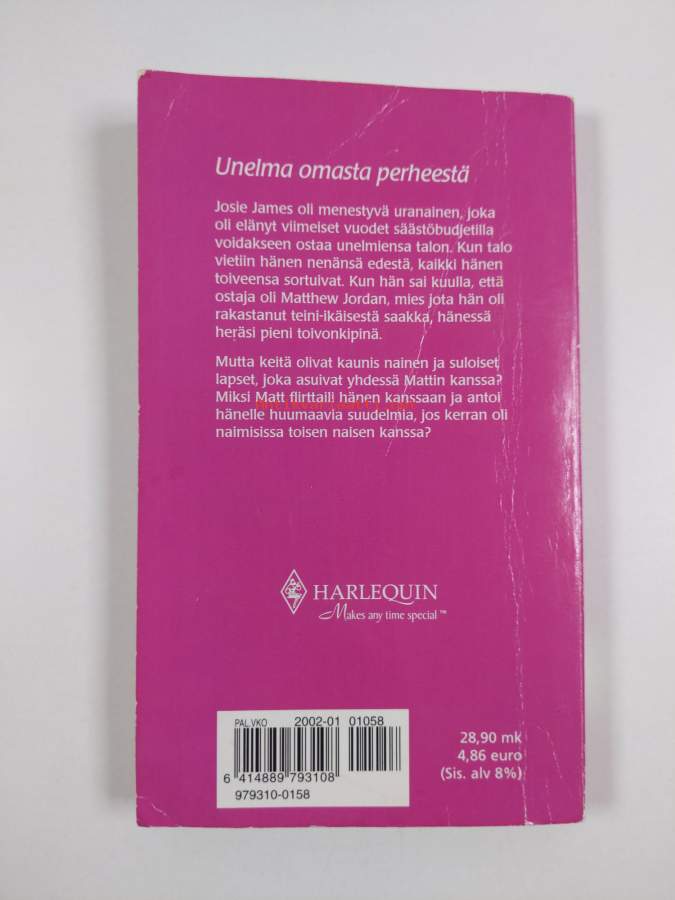 Unelma omasta perheestä
Josie James oli menestyvä uranainen, joka
oli elänyt viimeiset vuodet säästöbudjetilla
voidakseen ostaa unelmiensa talon. Kun talo
vietiin hänen nenänsä edestä, kaikki hänen
toiveensa sortuivat. Kun hän sai kuulla, että
ostaja oli Matthew Jordan, mies jota hän oli
rakastanut teini-ikäisestä saakka, hänessä
heräsi pieni toivonkipinä.
Mutta keitä olivat kaunis nainen ja suloiset
lapset, joka asuivat yhdessä Mattin kanssa?
Miksi Matt flirttaili hänen kanssaan ja antoi
hänelle huumaavia suudelmia, jos kerran oli
naimisissa toisen naisen kanssa?
HARLEQUIN
Makes any time special™
PAL.VKO 2002-01 01058
6 414889 793108
979310-0158
28,90 mk
4,86 euro
(Sis. alv 8%)